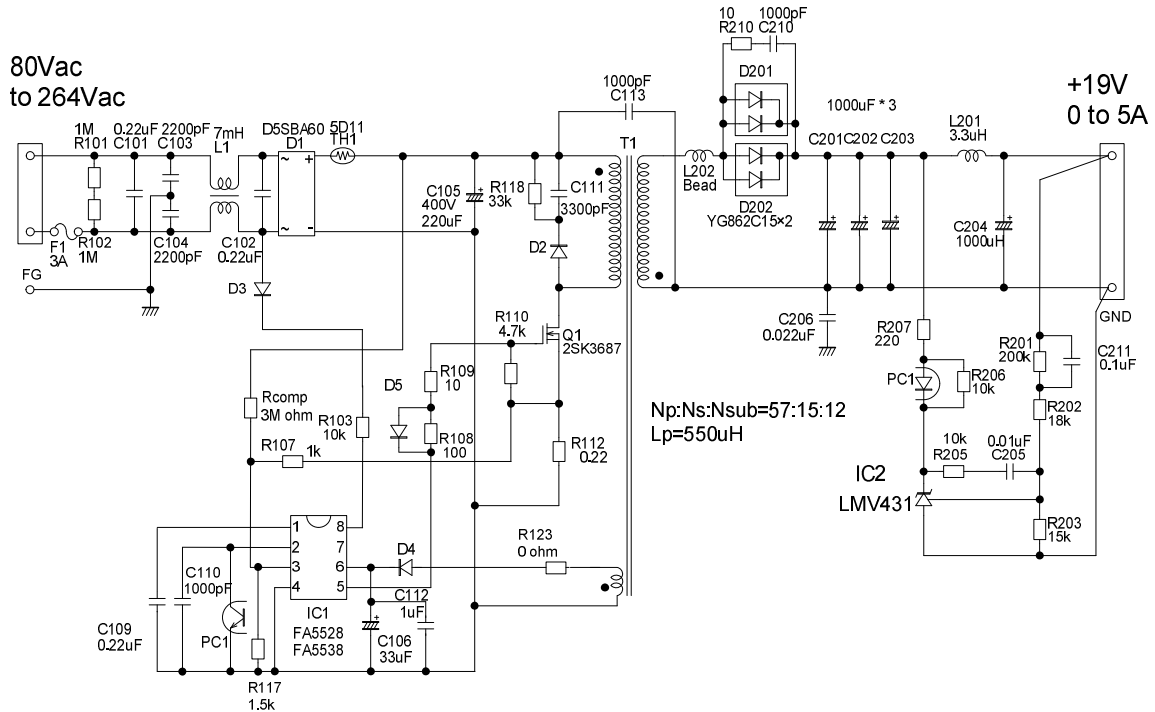 80Vac
to 264Vac
1M
R101
0.22uF
C101
2200pF
C103
7mH
L1
D5SBA60
D1
5D11
TH1
~
+
~
-
F1
3A
R102
1M
C104
2200pF
C102
0.22uF
FG
D3
C105
400V
220uF
+
R118
33k
C111
3300pF
D2
1000pF
C113
T1
10
R210
1000pF
C210
D201
L202
Bead
D202
YG862C15×2
1000uF * 3
C201
C202
C203
+
+
+
L201
3.3uH
+19V
0 to 5A
C204
1000uH
+
GND
C206
0.022uF
R207
220
PC1
R206
10k
R201
200k
C211
0.1uF
R202
18k
10k
R205
0.01uF
C205
IC2
LMV431
R203
15k
R110
4.7k
Q1
2SK3687
R109
10
D5
R108
100
R112
0.22
Np:Ns:Nsub=57:15:12
Lp=550uH
Rcomp
3M ohm
R103
10k
R107
1k
1
2
3
4
8
7
6
5
IC1
FA5528
FA5538
D4
R123
0 ohm
C110
1000pF
C109
0.22uF
PC1
R117
1.5k
C112
1uF
+
C106
33uF